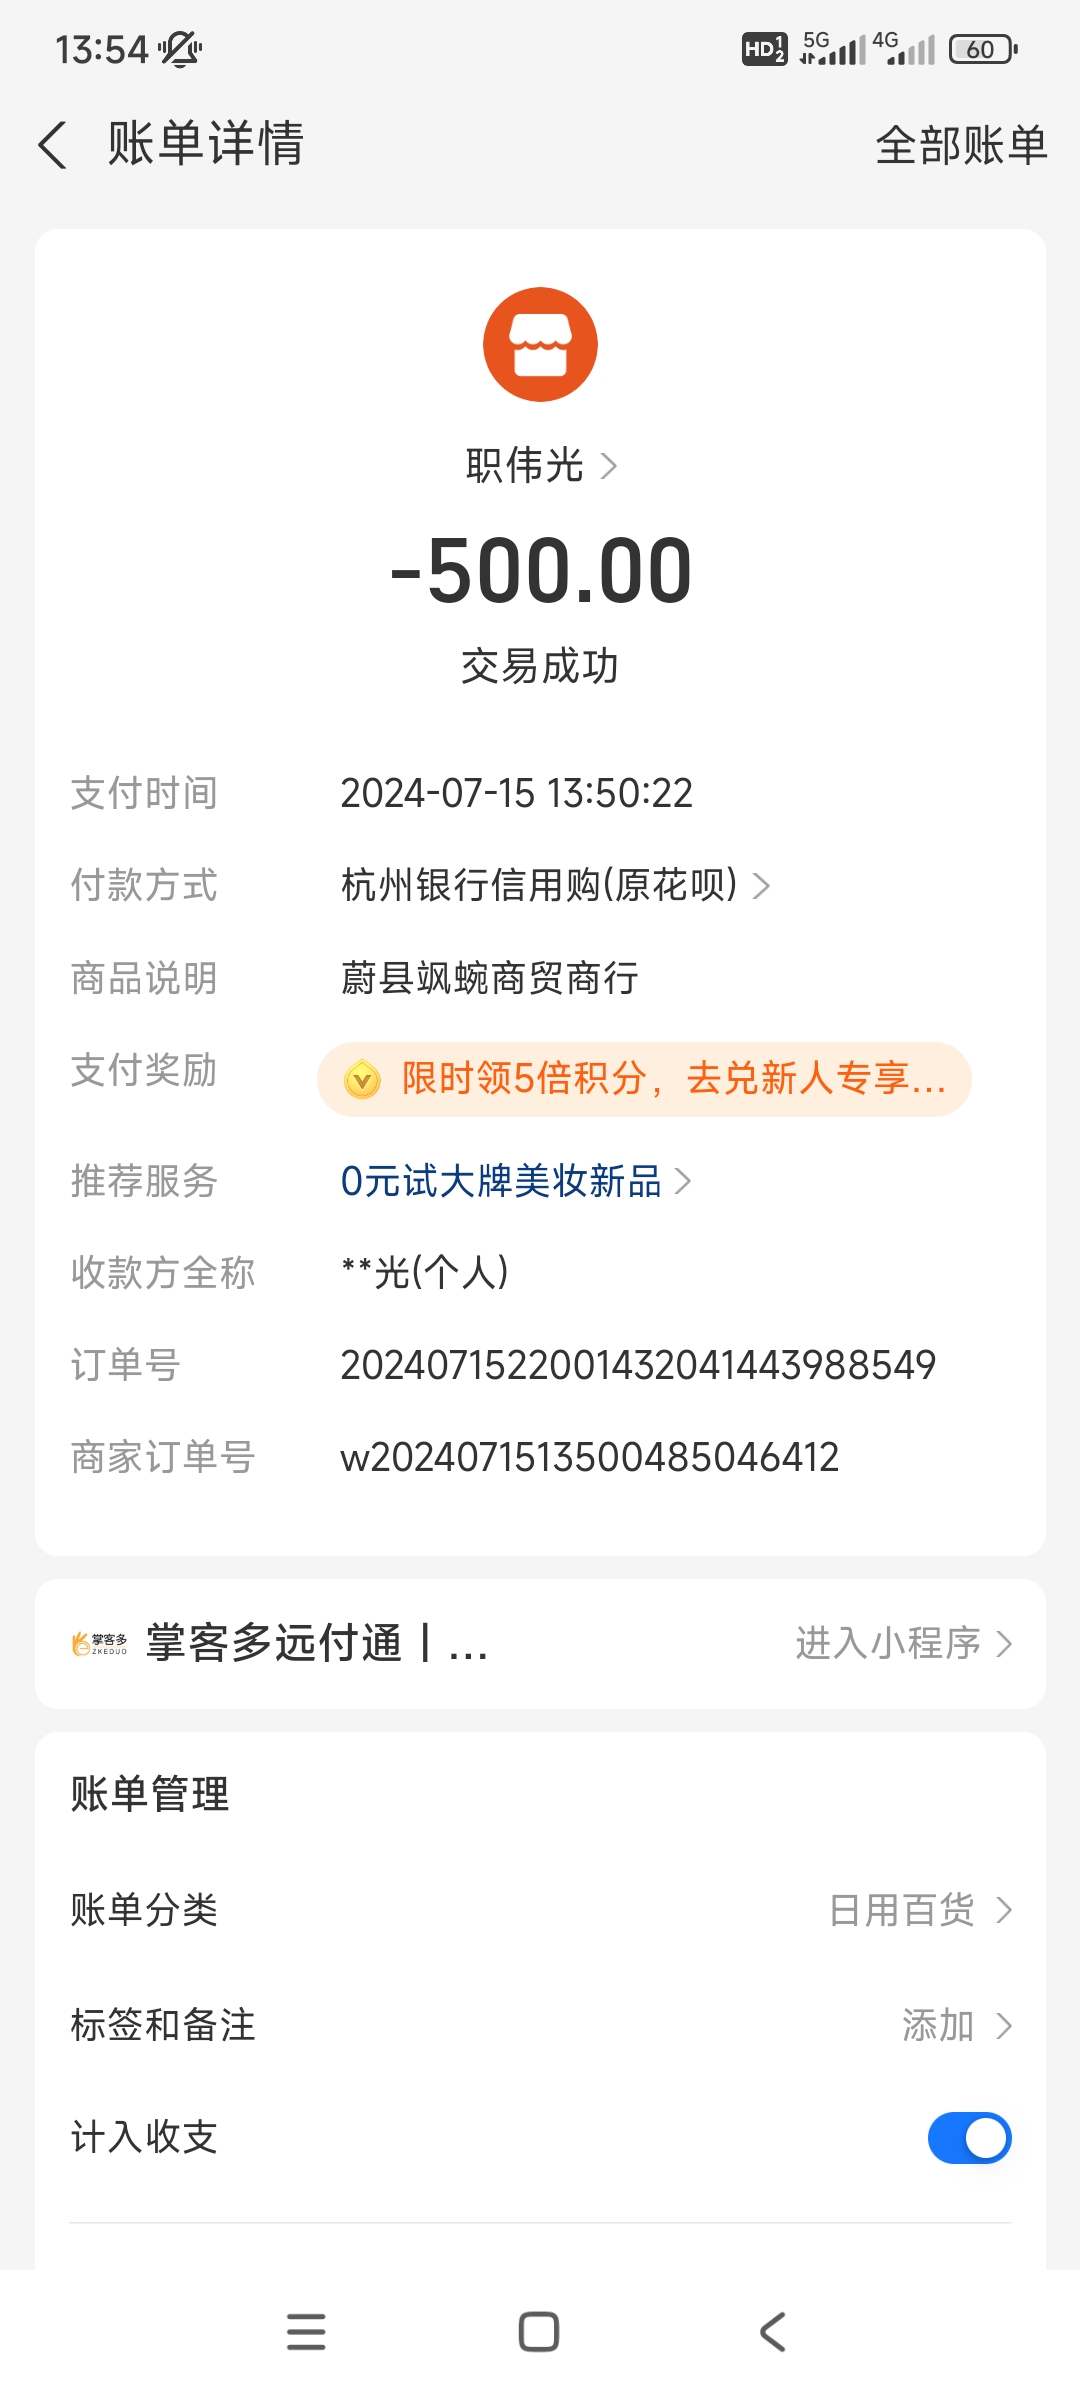 13:54
HD 1 2 5G 4G 60
账单详情
全部账单
职伟光
-500.00
交易成功
支付时间 2024-07-15 13:50:22
付款方式 杭州银行信用购(原花呗)
商品说明 蔚县飒蜿商贸商行
支付奖励 限时领5倍积分，去兑新人专享...
推荐服务 0元试大牌美妆新品
收款方全称 **光(个人)
订单号 2024071522001432041443988549
商家订单号 w2024071513500485046412
掌客多 ZKEDUO 掌客多远付通丨... 进入小程序
账单管理
账单分类 日用百货
标签和备注 添加
计入收支